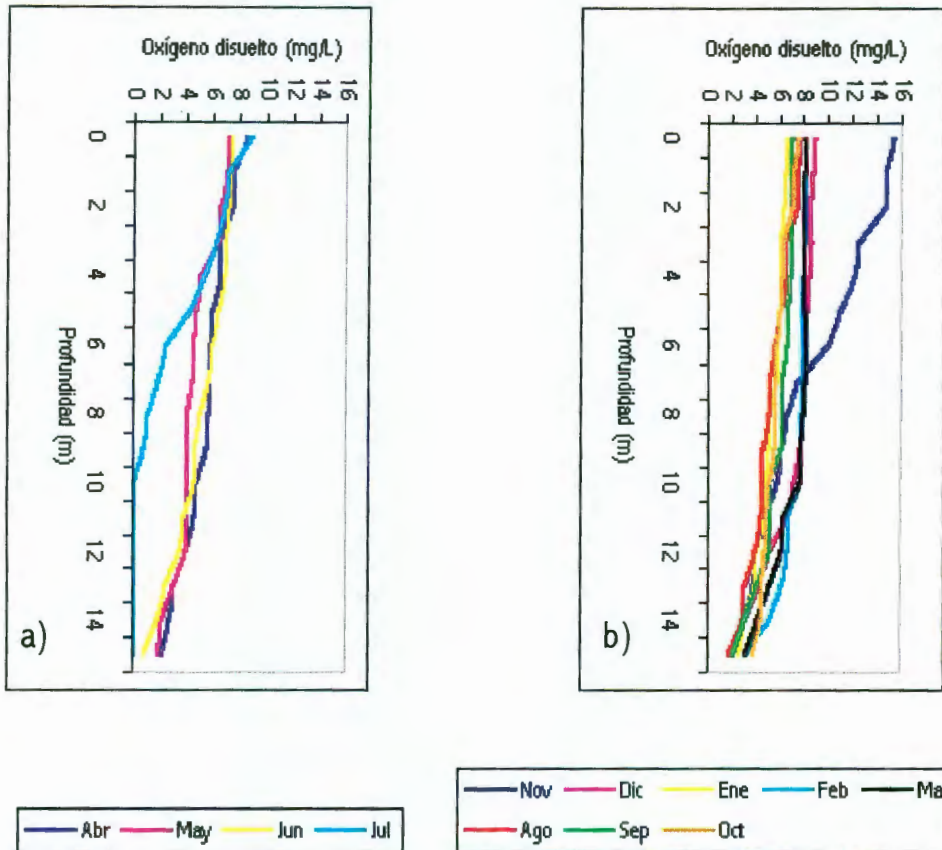 Oxígeno disuelto (mg/L)
0 2 4 6 8 10 12 14 16
0
2
4
6
8
10
12
14
Profundidad (m)
a)
Oxígeno disuelto (mg/L)
0 2 4 6 8 10 12 14 16
0
2
4
6
8
10
12
14
Profundidad (m)
b)
Abr May Jun Jul
Nov Dic Ene Feb Ma
Ago Sep Oct